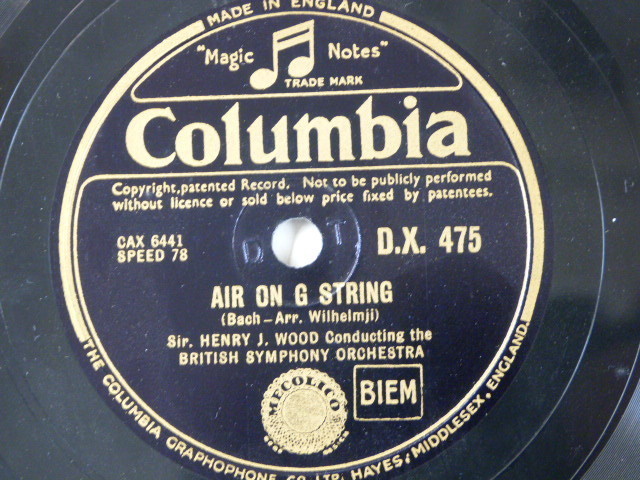 MADE IN ENGLAND
"Magic Notes"
TRADE MARK
Columbia
Copyright, patented Record. Not to be publicly performed
without licence or sold below price fixed by patentees.
CAX 6441
SPEED 78
D.X. 475
AIR ON G STRING
(Bach - Arr. Wilhelmji)
Sir. HENRY J. WOOD Conducting the
BRITISH SYMPHONY ORCHESTRA
MECOLICO
BIEM
THE COLUMBIA GRAPHOPHONE CO. LTD. HAYES, MIDDLESEX, ENGLAND.